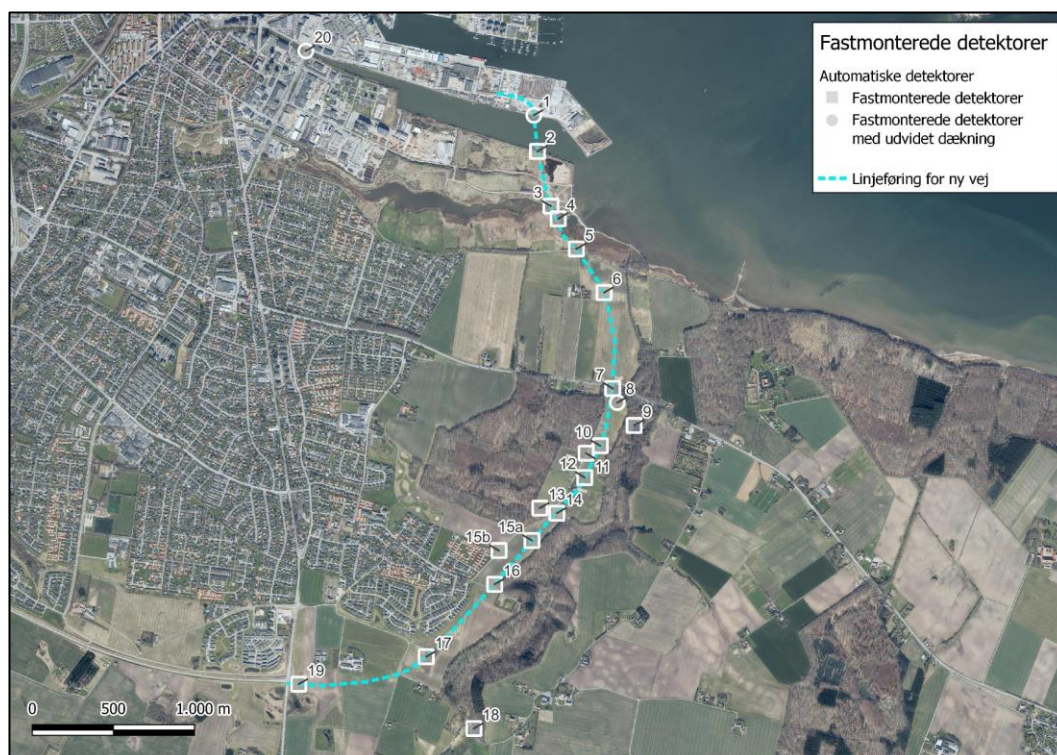 Fastmonterede detektorer
Automatiske detektorer
Fastmonterede detektorer
Fastmonterede detektorer
med udvidet dækning
Linjeføring for ny vej
20
1
2
3
4
5
6
7
8
9
10
11
12
13
14
15a
15b
16
17
19
18
0 500 1.000 m